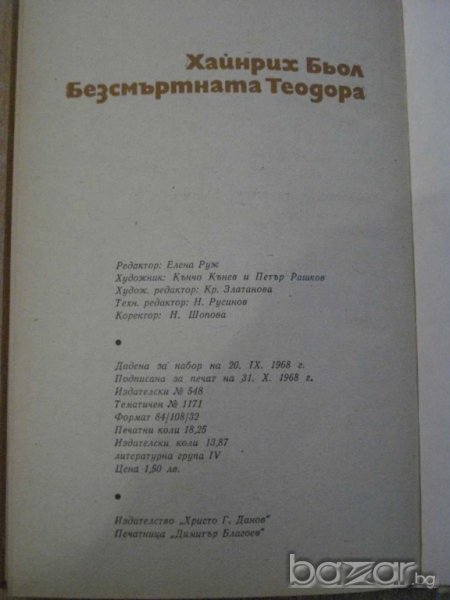 Хайнрих Бьол
Безсмъртната Теодора
Редактор: Елена Руж
Художник: Кънчо Кънев и Петър Рашков
Худож. редактор: Кр. Златанова
Техн. редактор: Н. Русинов
Коректор: Н. Шопова
•
Дадена за набор на 20. IX. 1968 г.
Подписана за печат на 31. X. 1968 г.
Издателски № 548
Тематичен № 1171
Формат 84/108/32
Печатни коли 18,25
Издателски коли 13,87
литературна група IV
Цена 1,50 лв.
•
Издателство „Христо Г. Данов"
Печатница „Димитър Благоев"
bazar.bg